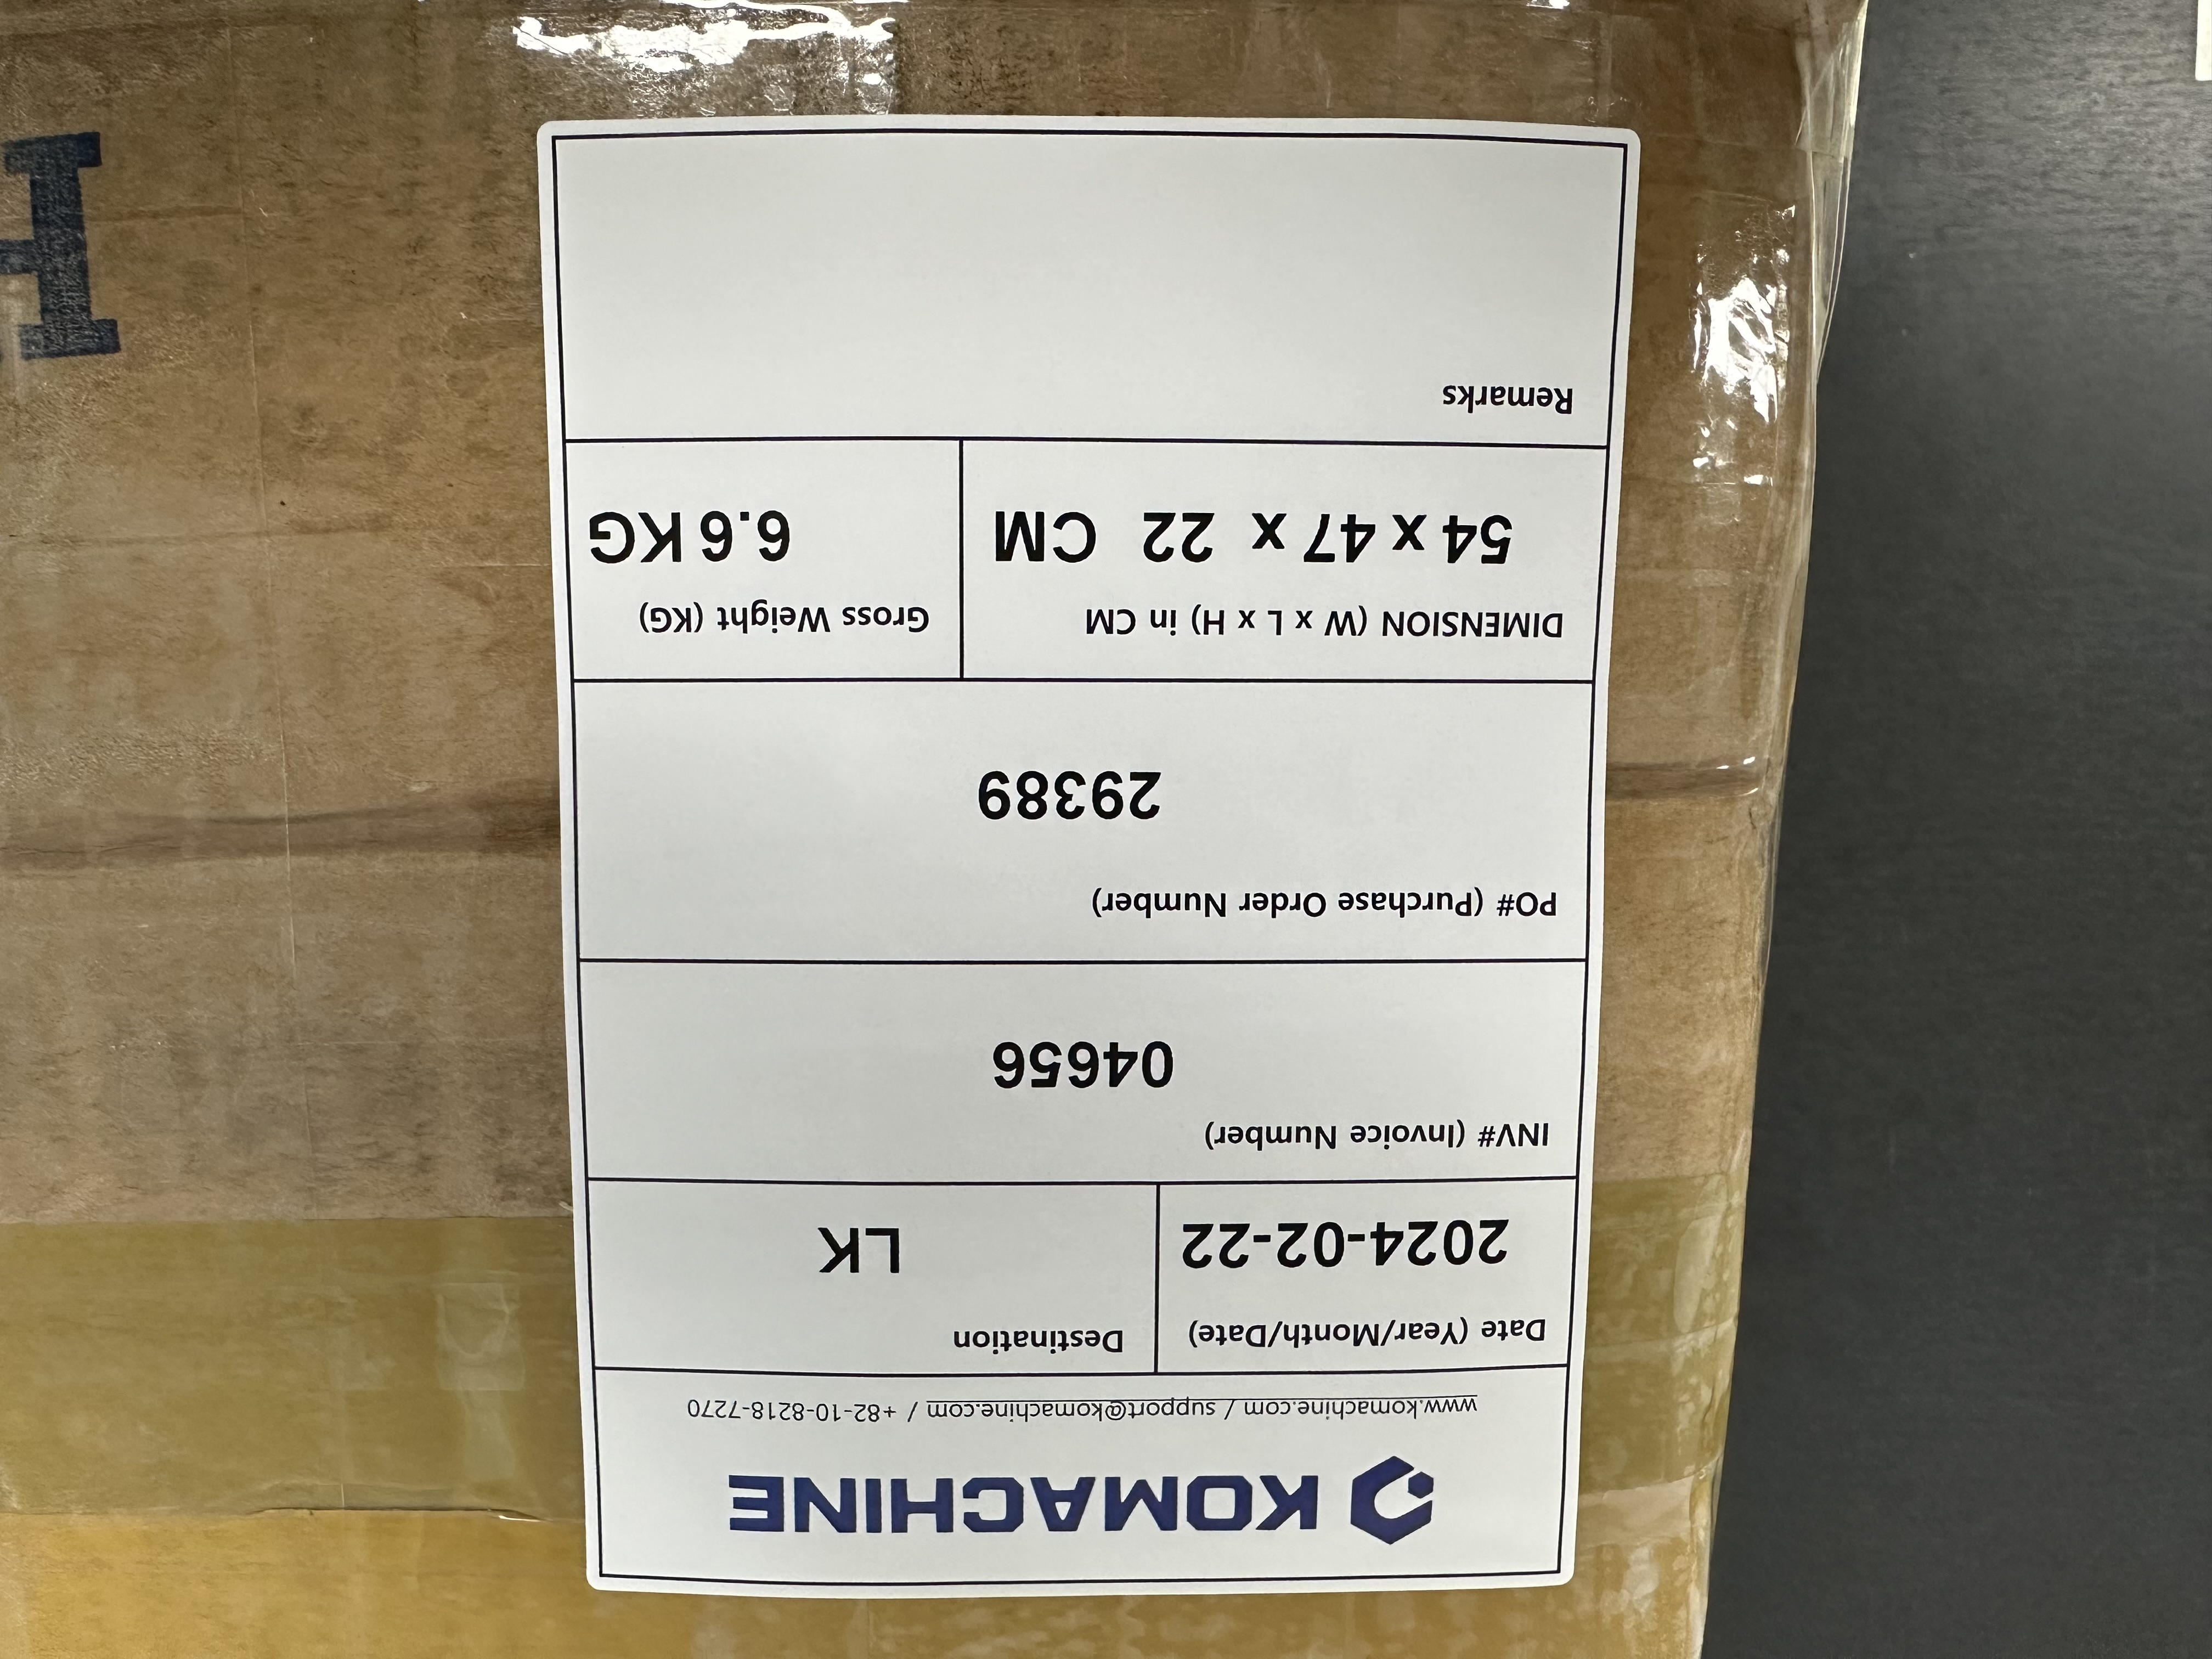 KOMACHINE
www.komachine.com / support@komachine.com / +82-10-8218-7270
Date (Year/Month/Date)
2024-02-22
Destination
LK
INV# (Invoice Number)
04656
PO# (Purchase Order Number)
29389
DIMENSION (W x L x H) in CM
54 x 47 x 22 CM
Gross Weight (KG)
6.6 KG
Remarks
H